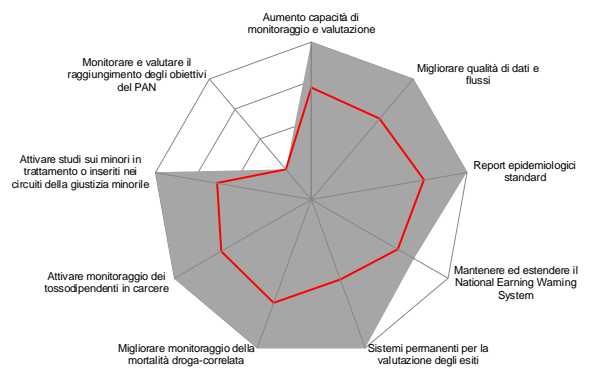 Aumento capacità di
monitoraggio e valutazione
Migliorare qualità di dati e
flussi
Report epidemiologici
standard
Mantenere ed estendere il
National Earning Warning
System
Sistemi permanenti per la
valutazione degli esiti
Migliorare monitoraggio della
mortalità droga-correlata
Attivare monitoraggio dei
tossodipendenti in carcere
Attivare studi sui minori in
trattamento o inseriti nei
circuiti della giustizia minorile
Monitorare e valutare il
raggiungimento degli obiettivi
del PAN